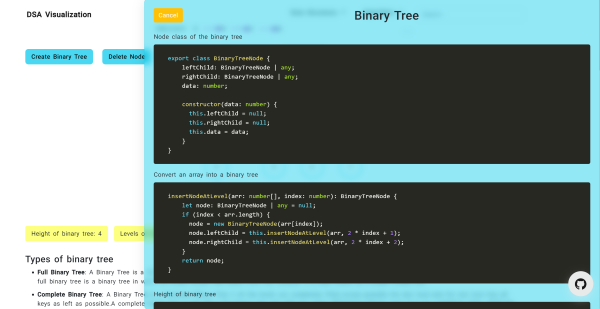 DSA Visualization
Create Binary Tree
Delete Node
Height of binary tree: 4
Levels o
Types of binary tree
Full Binary Tree: A Binary Tree is a
full binary tree is a binary tree in w
Complete Binary Tree: A Binary Tree
keys as left as possible.A complete
Cancel
Binary Tree
Node class of the binary tree
export class BinaryTreeNode {
leftChild: BinaryTreeNode | any;
rightChild: BinaryTreeNode | any;
data: number;
constructor(data: number) {
this.leftChild = null;
this.rightChild = null;
this.data = data;
}
}
Convert an array into a binary tree
insertNodeAtLevel(arr: number[], index: number): BinaryTreeNode {
let node: BinaryTreeNode | any = null;
if (index < arr.length) {
node = new BinaryTreeNode(arr[index]);
node.leftChild = this.insertNodeAtLevel(arr, 2 * index + 1);
node.rightChild = this.insertNodeAtLevel(arr, 2 * index + 2);
}
return node;
}
Height of binary tree